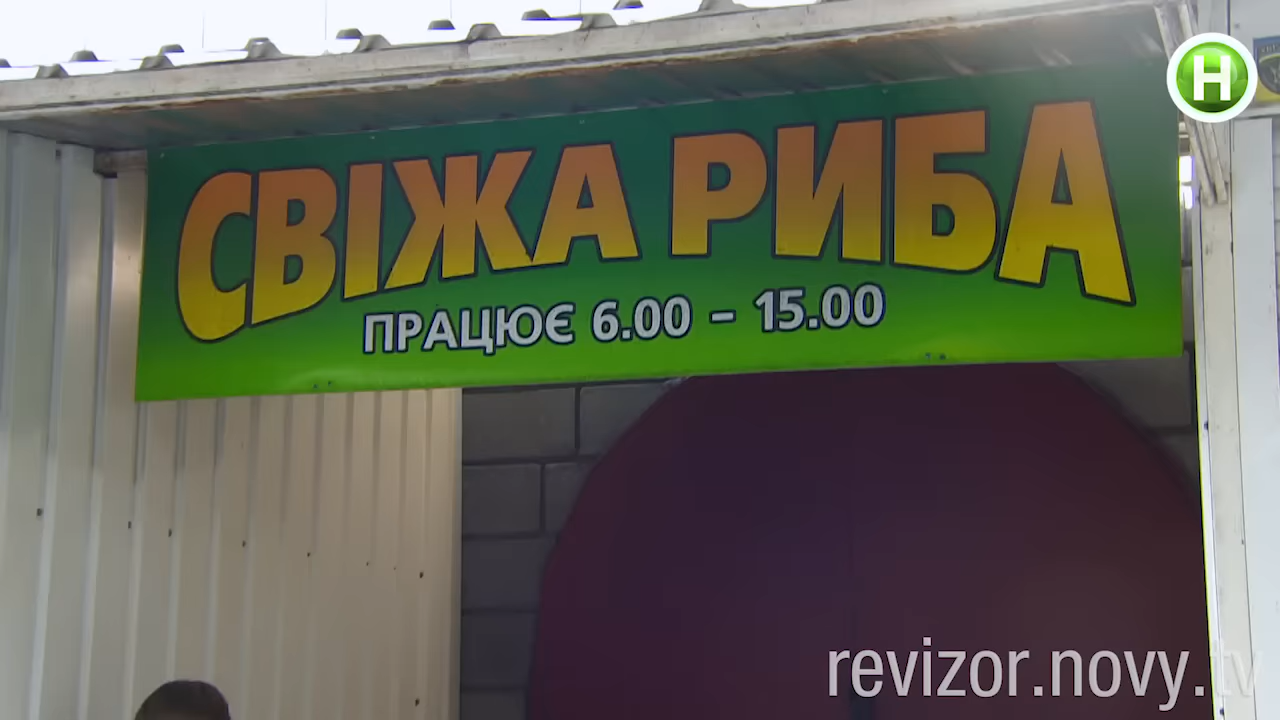 СВІЖА РИБА
ПРАЦЮЄ 6.00 – 15.00
Н
revizor.novy.tv